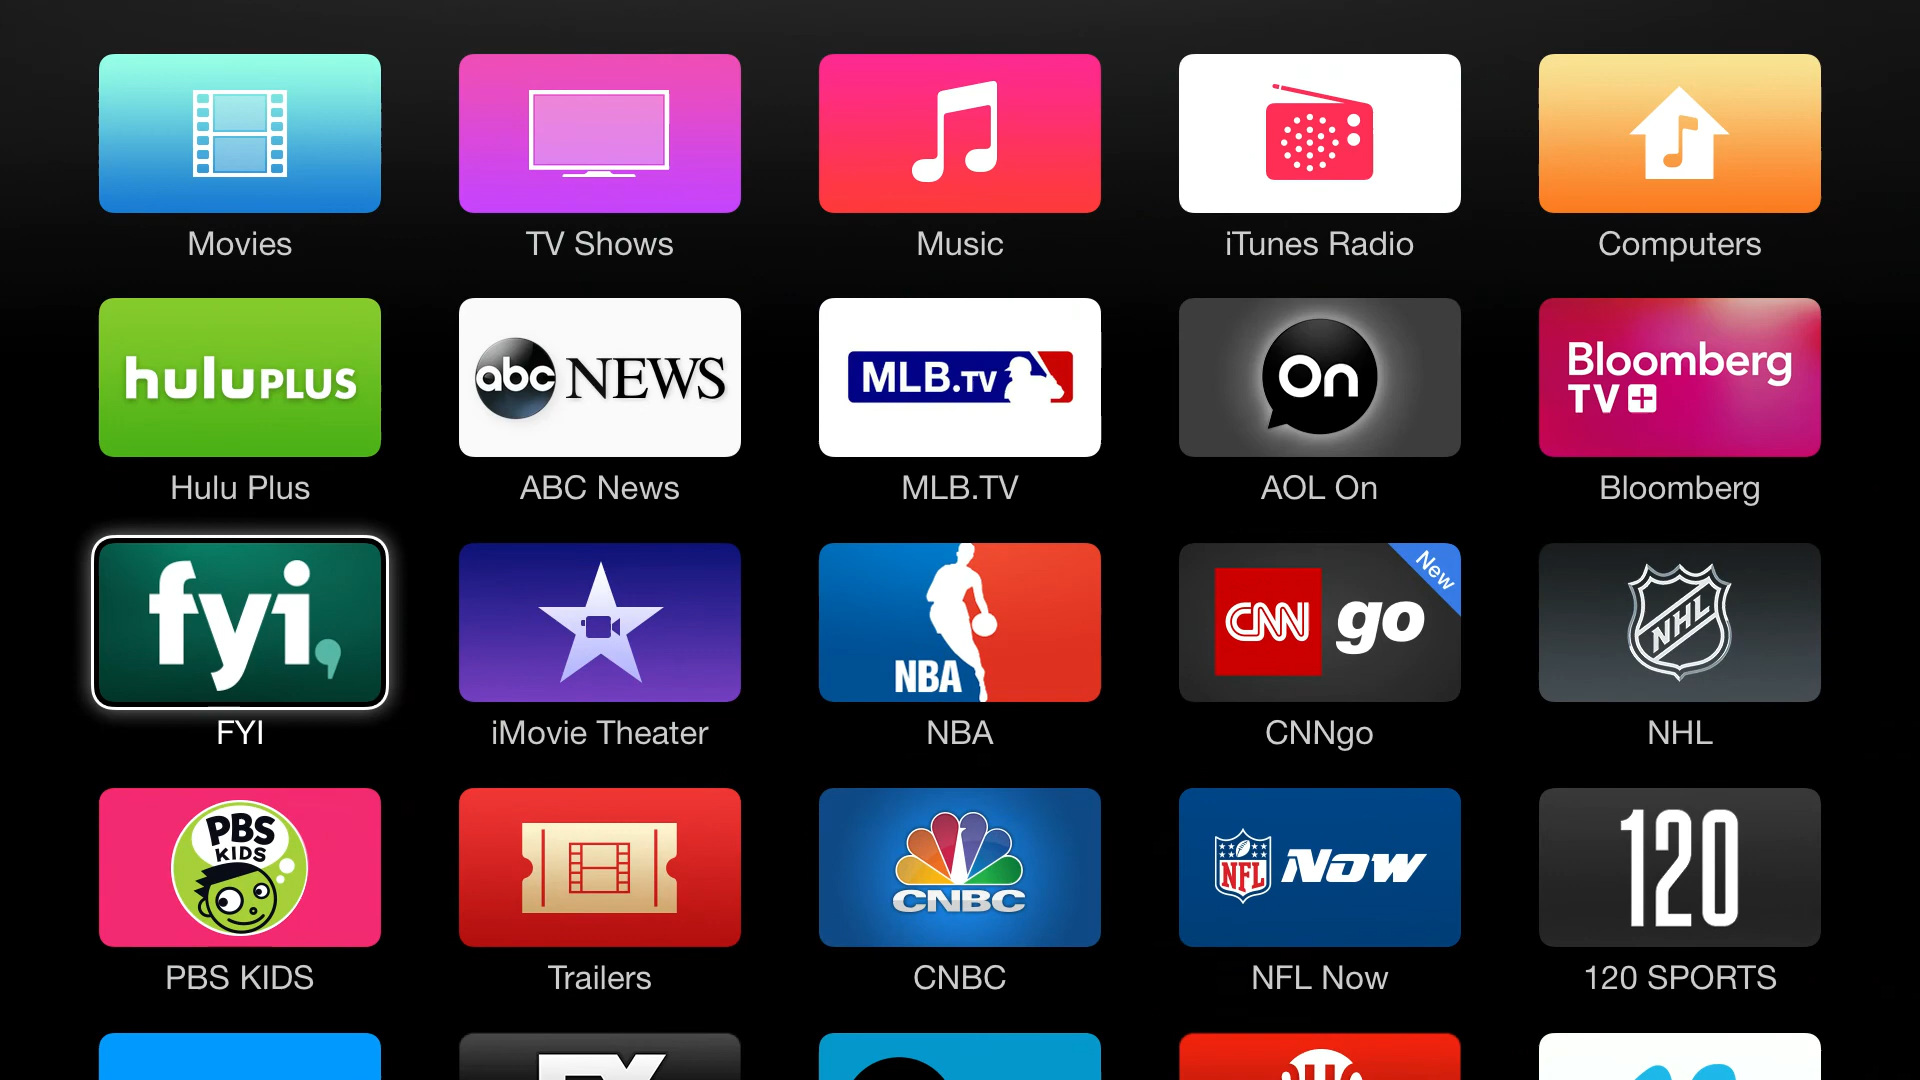 Movies
TV Shows
Music
iTunes Radio
Computers
hulu PLUS
abc NEWS
MLB.TV
On
Bloomberg
TV+
Hulu Plus
ABC News
MLB.TV
AOL On
Bloomberg
fyi,
NBA
CNN go
New
NHL
FYI
iMovie Theater
NBA
CNNgo
NHL
PBS
KIDS
CNBC
NFL Now
120
PBS KIDS
Trailers
CNBC
NFL Now
120 SPORTS